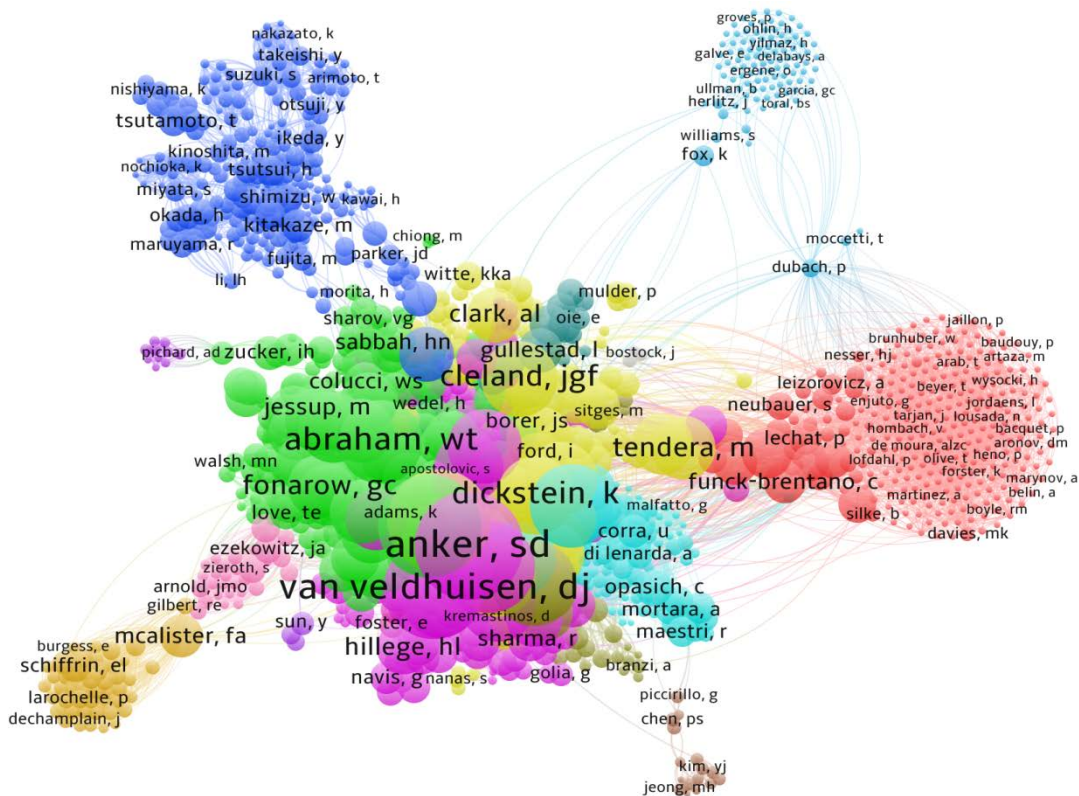 groves, p
ohlin, h
nakazato, k
yilmaz, h
takeishi, y
galve, e
delabays, a
suzuki, s
arimoto, t
ergene, o
nishiyama, k
ullman, b
garcia, gc
otsuji, y
herlitz, j
toral, bs
tsutamoto, t
ikeda, y
williams, s
kinoshita, m
fox, k
nochioka, k
tsutsui, h
miyata, s
shimizu, w
kawai, h
okada, h
kitakaze, m
chiong, m
moccetti, t
maruyama, r
fujita, m
parker, jd
dubach, p
li, lh
witte, kka
morita, h
mulder, p
sharov, vg
clark, al
oie, e
jaillon, p
pichard, ad
zucker, ih
sabbah, hn
gullestad, l
bostock, j
brunhuber, w
baudouy, p
nesser, hj
arab, t
artaza, m
colucci, ws
cleland, jgf
leizorovicz, a
beyer, t
wysocki, h
jessup, m
wedel, h
sitges, m
neubauer, s
enjuto, g
jordaens, l
borer, js
tarjan, j
lousada, n
abraham, wt
ford, i
tendera, m
lechat, p
hombach, v
bacquet, p
walsh, mn
apostolovic, s
de moura, alzc
aronov, dm
fonarow, gc
dickstein, k
funck-brentano, c
lofdahl, p
olive, t
heno, p
love, te
adams, k
malfatto, g
forster, k
marynov, a
martinez, a
belin, a
silke, b
boyle, rm
ezekowitz, ja
anker, sd
corra, u
davies, mk
zieroth, s
di lenarda, a
arnold, jmo
van veldhuisen, dj
opasich, c
gilbert, re
mortara, a
sun, y
foster, e
kremastinos, d
maestri, r
mcalister, fa
hillege, hl
sharma, r
burgess, e
schiffrin, el
navis, g
nanas, s
golia, g
branzi, a
larochelle, p
piccirillo, g
dechamplain, j
chen, ps
kim, yj
jeong, mh